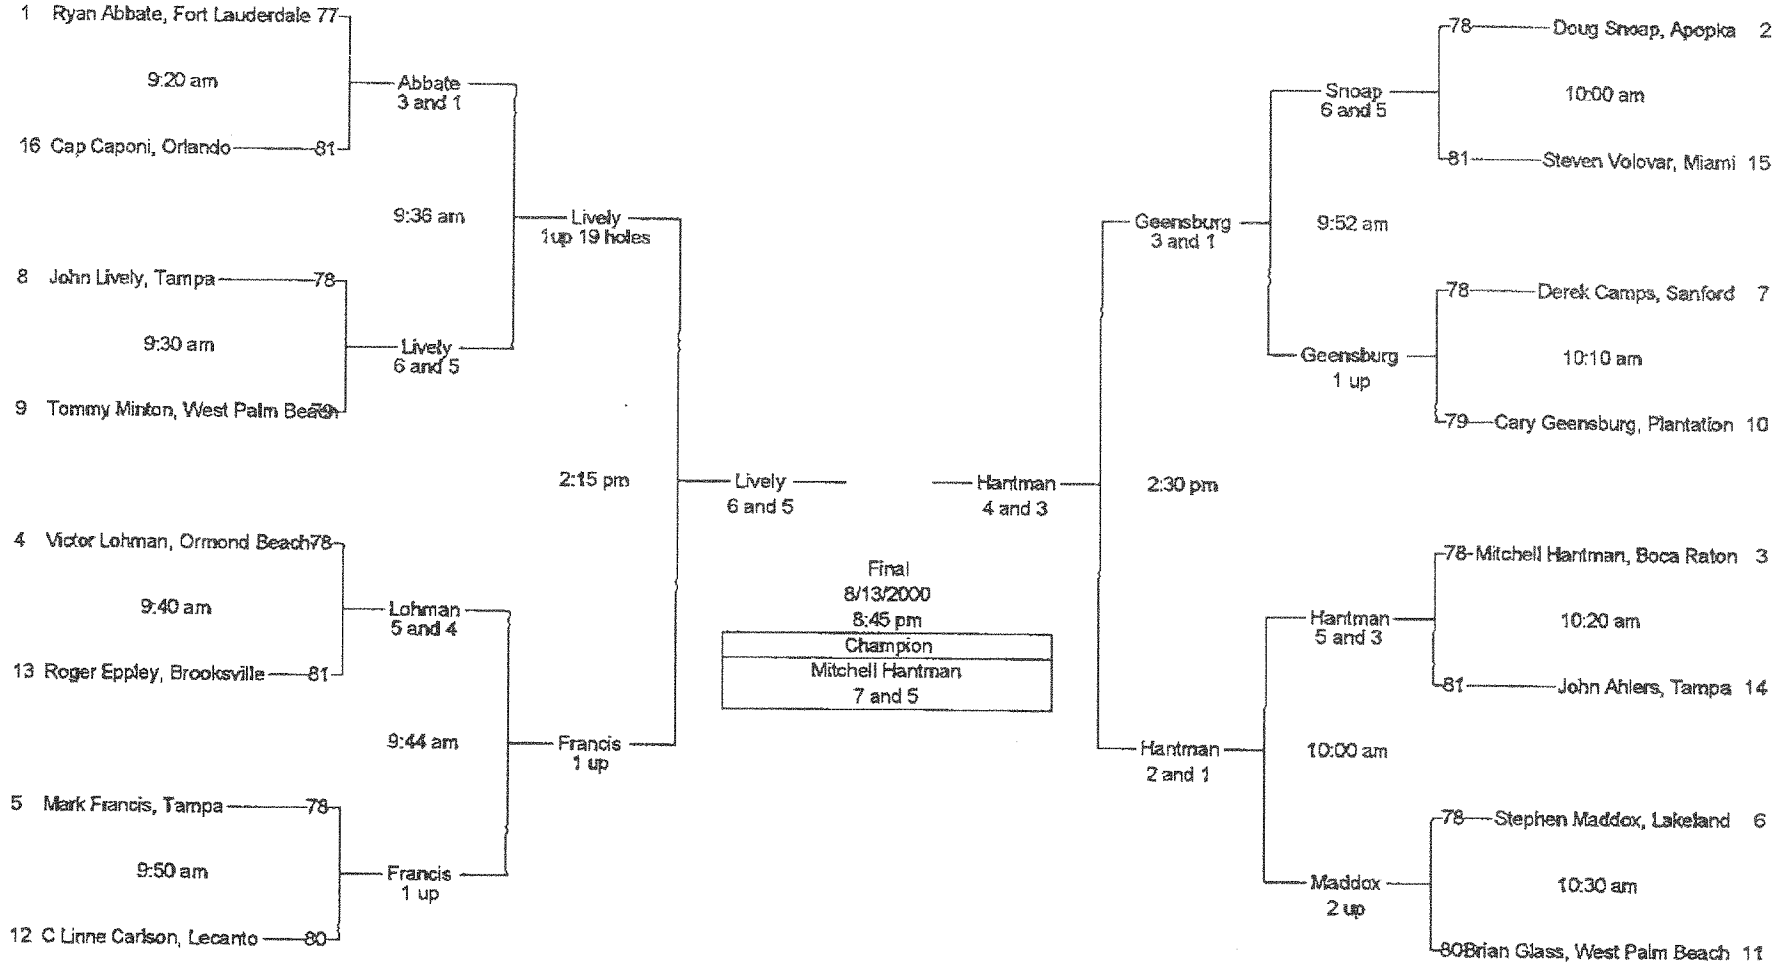 1 Ryan Abbate, Fort Lauderdale 77
9:20 am
Abbate
3 and 1
16 Cap Caponi, Orlando 81
9:36 am
Lively
1up 19 holes
8 John Lively, Tampa 78
9:30 am
Lively
6 and 5
9 Tommy Minton, West Palm Beach 79
2:15 pm
Lively
6 and 5
4 Victor Lohman, Ormond Beach 78
9:40 am
Lohman
5 and 4
13 Roger Eppley, Brooksville 81
9:44 am
Francis
1 up
5 Mark Francis, Tampa 78
9:50 am
Francis
1 up
12 C Linne Carlson, Lecanto 80
Final
8/13/2000
8:45 pm
Champion
Mitchell Hantman
7 and 5
78 Doug Snoap, Apopka 2
Snoap
6 and 5
10:00 am
81 Steven Volovar, Miami 15
Geensburg
3 and 1
9:52 am
78 Derek Camps, Sanford 7
Geensburg
1 up
10:10 am
79 Cary Geensburg, Plantation 10
Hantman
4 and 3
2:30 pm
78 Mitchell Hantman, Boca Raton 3
Hantman
5 and 3
10:20 am
81 John Ahlers, Tampa 14
Hantman
2 and 1
10:00 am
78 Stephen Maddox, Lakeland 6
Maddox
2 up
10:30 am
80 Brian Glass, West Palm Beach 11